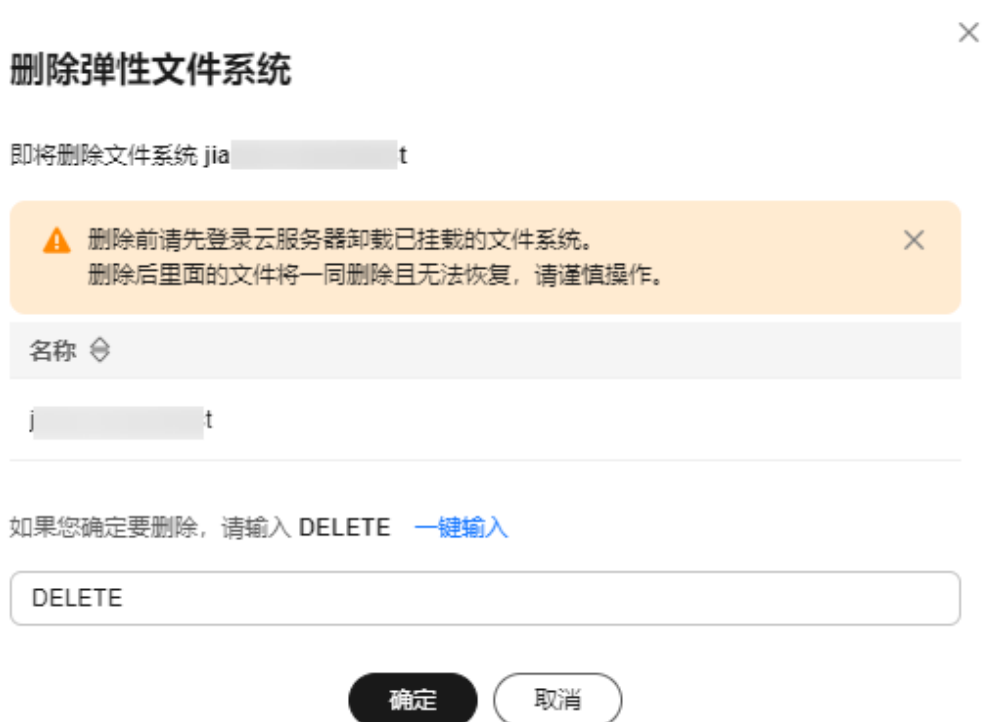 删除弹性文件系统
即将删除文件系统 jia t
删除前请先登录云服务器卸载已挂载的文件系统。
删除后里面的文件将一同删除且无法恢复，请谨慎操作。
名称
j t
如果您确定要删除，请输入 DELETE 一键输入
DELETE
确定 取消